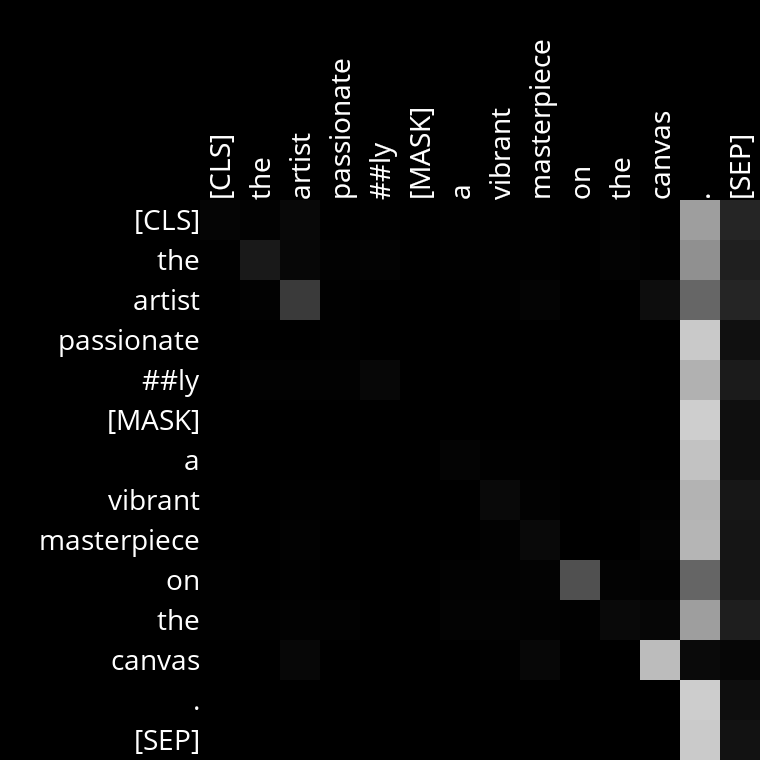 [CLS] the artist passionate ##ly [MASK] a vibrant masterpiece on the canvas . [SEP]
[CLS]
the
artist
passionate
##ly
[MASK]
a
vibrant
masterpiece
on
the
canvas
.
[SEP]